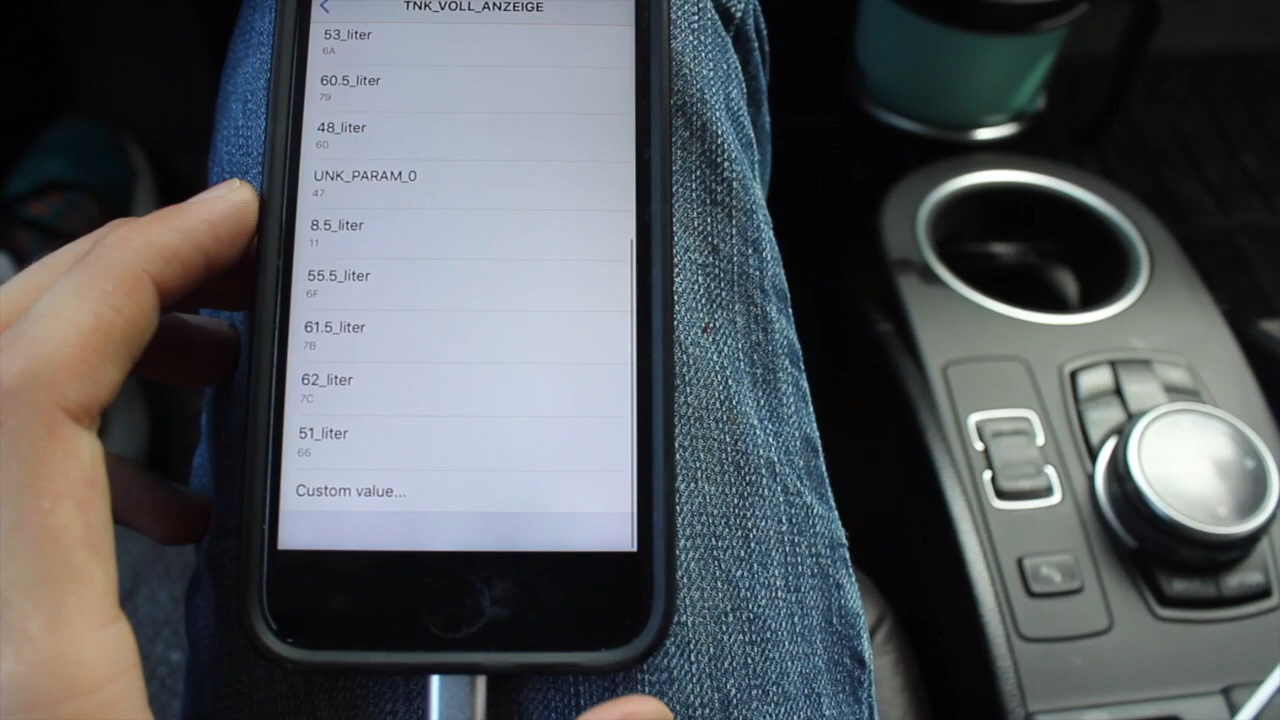 TNK_VOLL_ANZEIGE
53_liter
6A
60.5_liter
79
48_liter
60
UNK_PARAM_0
47
8.5_liter
11
55.5_liter
6F
61.5_liter
7B
62_liter
7C
51_liter
66
Custom value...